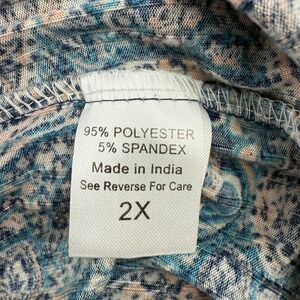 95% POLYESTER
5% SPANDEX
Made in India
See Reverse For Care
2X